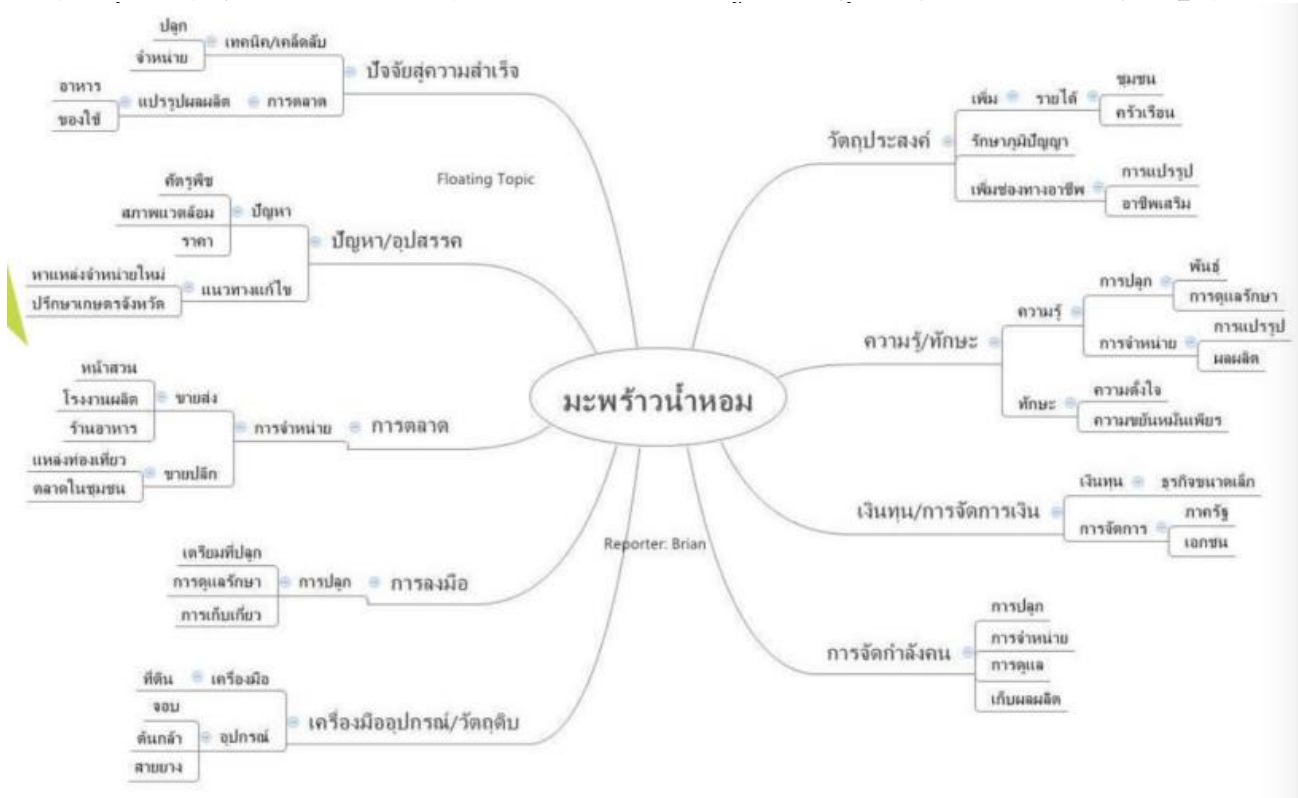 ปลูก
จำหน่าย
เทคนิค/เคล็ดลับ
ปัจจัยสู่ความสำเร็จ
อาหาร
ของใช้
แปรรูปผลผลิต
การตลาด
Floating Topic
ศัตรูพืช
สภาพแวดล้อม
ราคา
ปัญหา
ปัญหา/อุปสรรค
หาแหล่งจำหน่ายใหม่
ปรึกษาเกษตรจังหวัด
แนวทางแก้ไข
หน้าสวน
โรงงานผลิต
ร้านอาหาร
ขายส่ง
การจำหน่าย
การตลาด
แหล่งท่องเที่ยว
ตลาดในชุมชน
ขายปลีก
เตรียมที่ปลูก
การดูแลรักษา
การเก็บเกี่ยว
การปลูก
การลงมือ
ที่ดิน
เครื่องมือ
จอบ
ต้นกล้า
สายยาง
อุปกรณ์
เครื่องมืออุปกรณ์/วัตถุดิบ
มะพร้าวน้ำหอม
Reporter: Brian
วัตถุประสงค์
เพิ่ม
รายได้
ชุมชน
ครัวเรือน
รักษาภูมิปัญญา
เพิ่มช่องทางอาชีพ
การแปรรูป
อาชีพเสริม
ความรู้/ทักษะ
ความรู้
การปลูก
พันธุ์
การดูแลรักษา
การจำหน่าย
การแปรรูป
ผลผลิต
ทักษะ
ความตั้งใจ
ความขยันหมั่นเพียร
เงินทุน/การจัดการเงิน
เงินทุน
ธุรกิจขนาดเล็ก
การจัดการ
ภาครัฐ
เอกชน
การจัดกำลังคน
การปลูก
การจำหน่าย
การดูแล
เก็บผลผลิต